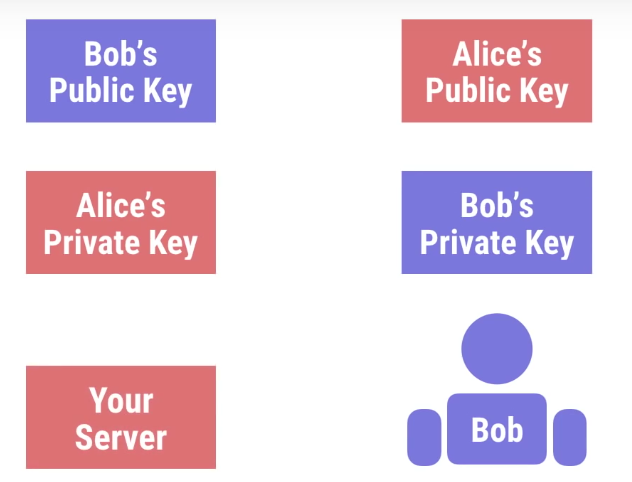 Bob's
Public Key
Alice's
Public Key
Alice's
Private Key
Bob's
Private Key
Your
Server
Bob